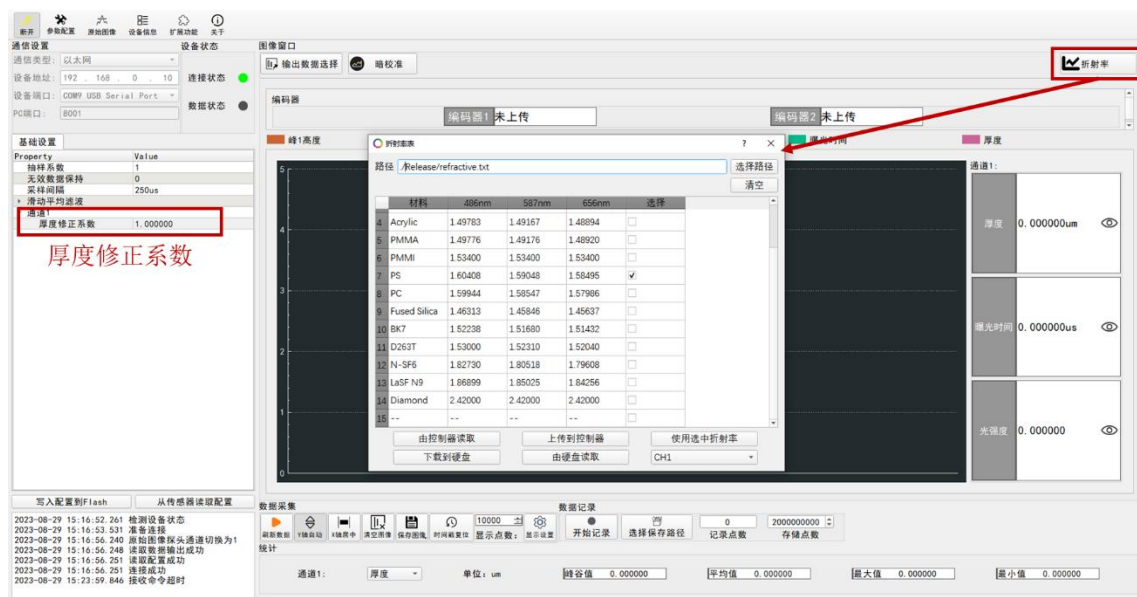 断开 参数配置 原始图像 设备信息 扩展功能 关于
通信设置 设备状态
通信类型: 以太网
设备地址: 192 . 168 . 0 . 10 连接状态
设备端口: COM9 USB Serial Port
数据状态
PC端口: 8001
基础设置
Property Value
抽样系数 1
无效数据保持 0
采样间隔 250us
滑动平均滤波
通道1
厚度修正系数 1.000000
厚度修正系数
写入配置到Flash 从传感器读取配置
2023-08-29 15:16:52.261 检测设备状态
2023-08-29 15:16:53.531 准备连接
2023-08-29 15:16:56.240 原始图像探头通道切换为1
2023-08-29 15:16:56.248 读取数据输出成功
2023-08-29 15:16:56.251 读取配置成功
2023-08-29 15:16:56.251 连接成功
2023-08-29 15:23:59.846 接收命令超时
图像窗口
输出数据选择 暗校准 折射率
编码器
编码器1 未上传 编码器2 未上传
峰1高度 曝光时间 厚度
5
4
3
2
1
0
折射率表 ? ×
路径 ./Release/refractive.txt 选择路径
清空
材料 486nm 587nm 656nm 选择
4 Acrylic 1.49783 1.49167 1.48894
5 PMMA 1.49776 1.49176 1.48920
6 PMMI 1.53400 1.53400 1.53400
7 PS 1.60408 1.59048 1.58495
8 PC 1.59944 1.58547 1.57986
9 Fused Silica 1.46313 1.45846 1.45637
10 BK7 1.52238 1.51680 1.51432
11 D263T 1.53000 1.52310 1.52040
12 N-SF6 1.82730 1.80518 1.79608
13 LaSF N9 1.86899 1.85025 1.84256
14 Diamond 2.42000 2.42000 2.42000
15 -- -- -- --
由控制器读取 上传到控制器 使用选中折射率
下载到硬盘 由硬盘读取 CH1
通道1:
厚度 0.000000um
曝光时间 0.000000us
光强度 0.000000
数据采集 数据记录
刷新数据 Y轴自动 X轴居中 清空图像 保存图像 时间轴复位 10000 显示点数: 显示设置 开始记录 选择保存路径 0 记录点数 2000000000 存储点数
统计
通道1: 厚度 单位: um 峰谷值 0.000000 平均值 0.000000 最大值 0.000000 最小值 0.000000